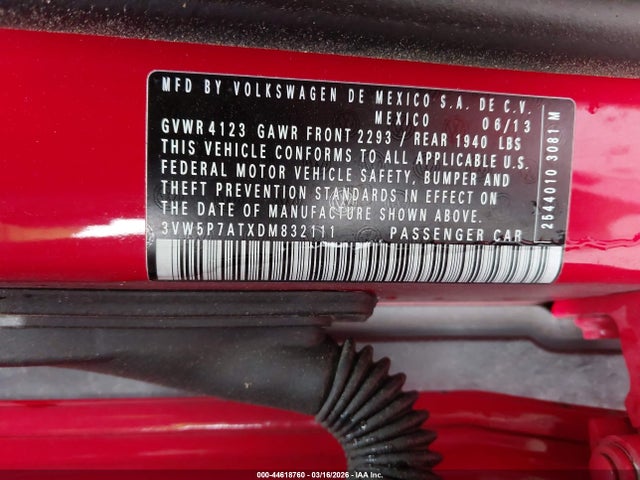 MFD BY VOLKSWAGEN DE MEXICO S.A. DE C.V.
MEXICO 06/13
GVWR 4123 GAWR FRONT 2293 / REAR 1940 LBS
THIS VEHICLE CONFORMS TO ALL APPLICABLE U.S.
FEDERAL MOTOR VEHICLE SAFETY, BUMPER AND
THEFT PREVENTION STANDARDS IN EFFECT ON
THE DATE OF MANUFACTURE SHOWN ABOVE.
3VW5P7ATXDM832111 PASSENGER CAR
2544010 3081 M
000-44618760 - 03/16/2026 - IAA Inc.